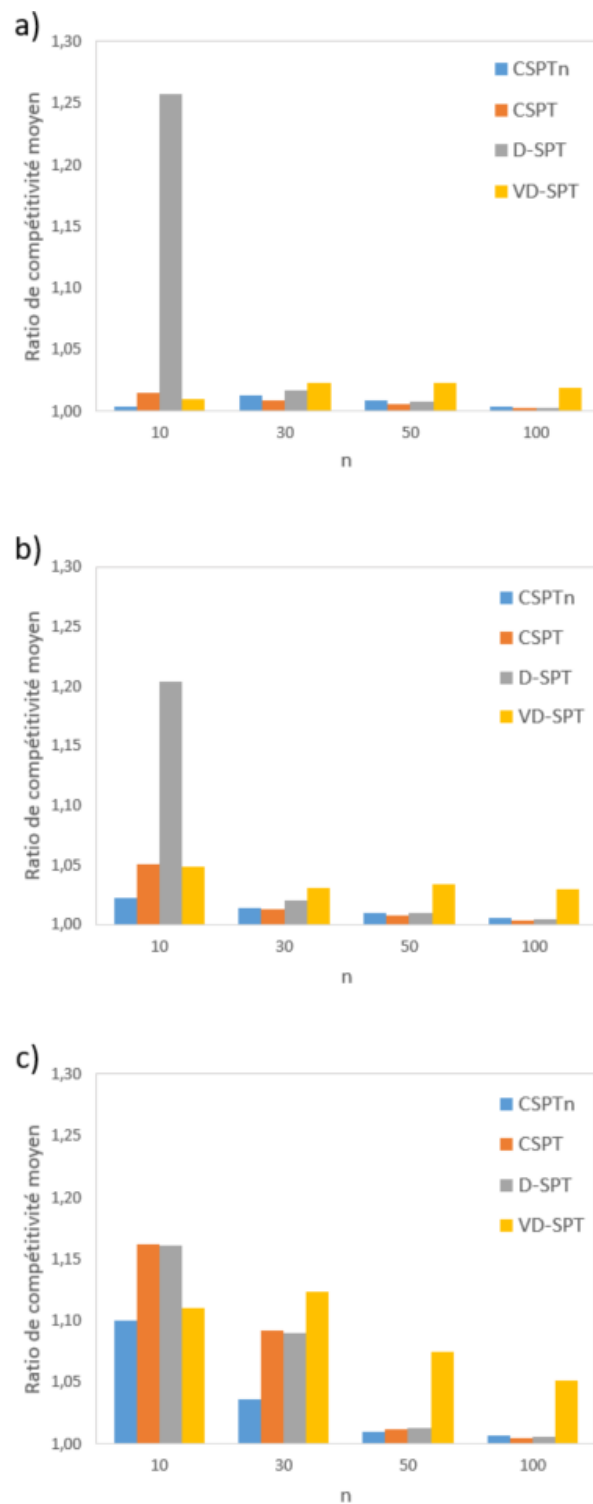 a)
1,30
1,25
1,20
1,15
1,10
1,05
1,00
Ratio de compétitivité moyen
CSPTn
CSPT
D-SPT
VD-SPT
10 30 50 100
n
b)
1,30
1,25
1,20
1,15
1,10
1,05
1,00
Ratio de compétitivité moyen
CSPTn
CSPT
D-SPT
VD-SPT
10 30 50 100
n
c)
1,30
1,25
1,20
1,15
1,10
1,05
1,00
Ratio de compétitivité moyen
CSPTn
CSPT
D-SPT
VD-SPT
10 30 50 100
n